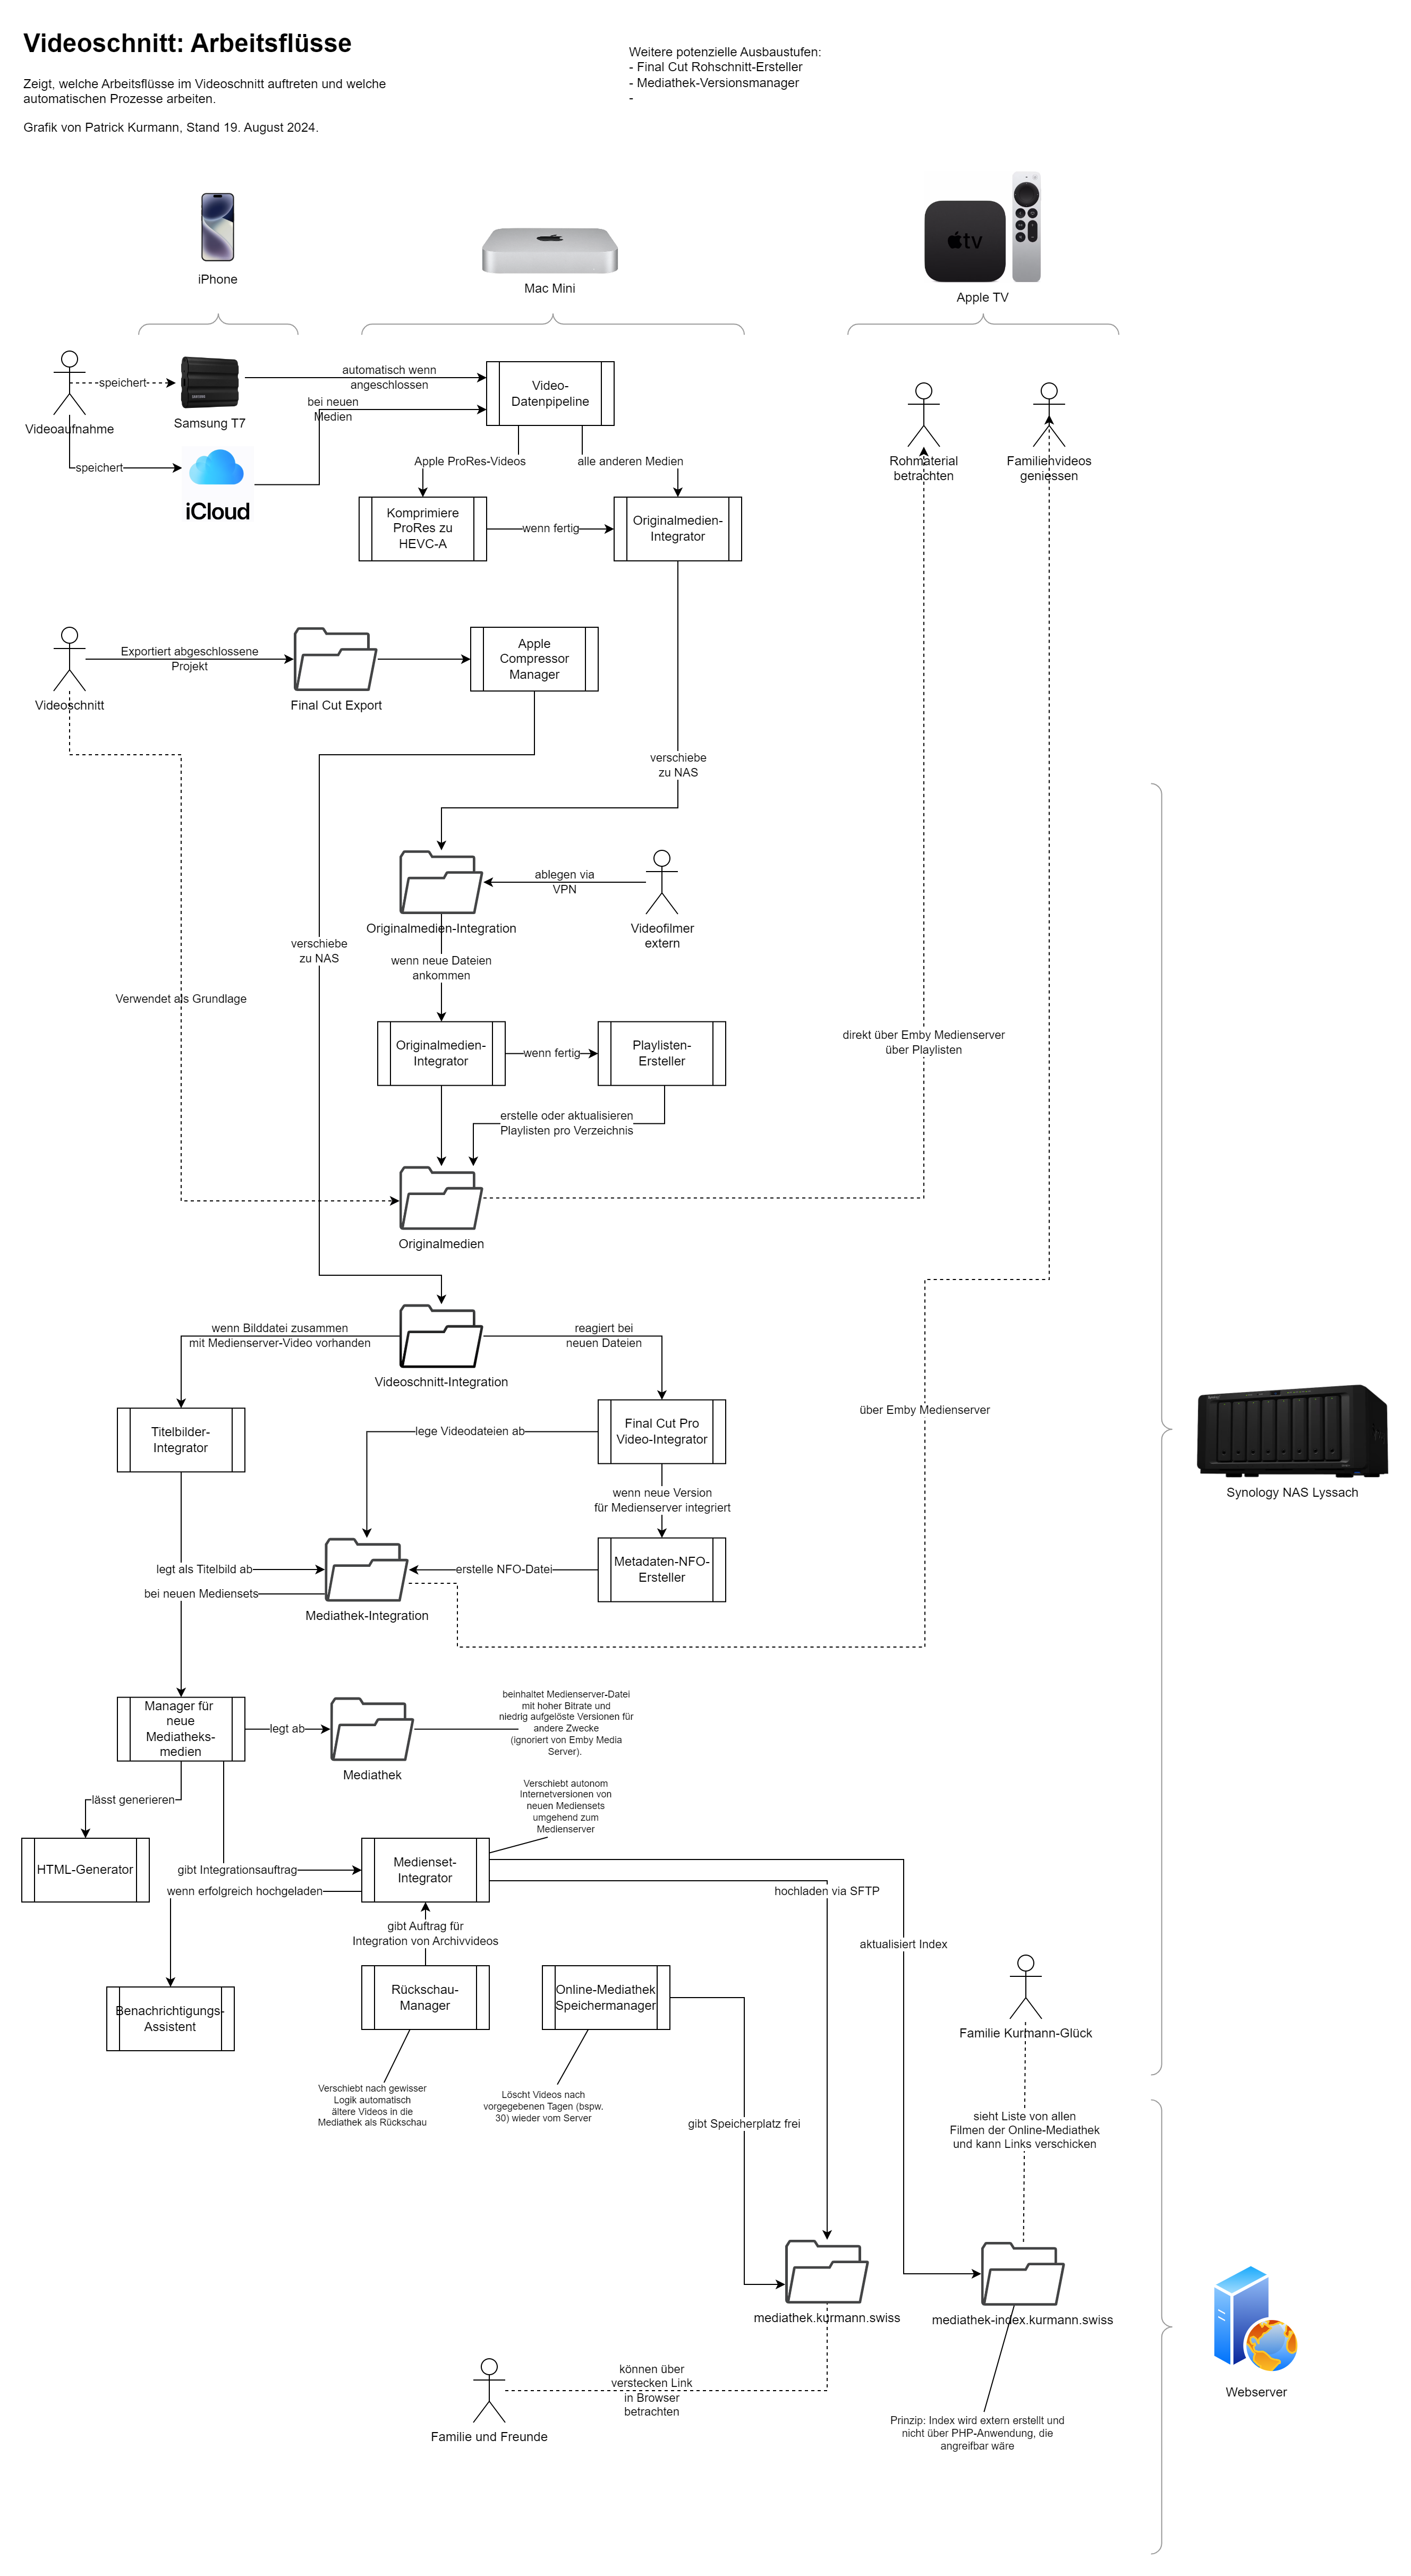 Videoschnitt: Arbeitsflüsse
Zeigt, welche Arbeitsflüsse im Videoschnitt auftreten und welche
automatischen Prozesse arbeiten.
Grafik von Patrick Kurmann, Stand 19. August 2024.
Weitere potenzielle Ausbaustufen:
- Final Cut Rohschnitt-Ersteller
- Mediathek-Versionsmanager
-
iPhone
Mac Mini
tv
Apple TV
speichert
Videoaufnahme
SAMSUNG
Samsung T7
automatisch wenn
angeschlossen
bei neuen
Medien
speichert
iCloud
Video-
Datenpipeline
Apple ProRes-Videos
alle anderen Medien
Komprimiere
ProRes zu
HEVC-A
wenn fertig
Originalmedien-
Integrator
Rohmaterial
betrachten
Familienvideos
geniessen
Videoschnitt
Exportiert abgeschlossene
Projekt
Final Cut Export
Apple
Compressor
Manager
verschiebe
zu NAS
Originalmedien-Integration
ablegen via
VPN
Videofilmer
extern
verschiebe
zu NAS
wenn neue Dateien
ankommen
Verwendet als Grundlage
Originalmedien-
Integrator
wenn fertig
Playlisten-
Ersteller
direkt über Emby Medienserver
über Playlisten
erstelle oder aktualisieren
Playlisten pro Verzeichnis
Originalmedien
wenn Bilddatei zusammen
mit Medienserver-Video vorhanden
reagiert bei
neuen Dateien
Videoschnitt-Integration
Titelbilder-
Integrator
lege Videodateien ab
Final Cut Pro
Video-Integrator
über Emby Medienserver
Synology NAS Lyssach
wenn neue Version
für Medienserver integriert
legt als Titelbild ab
erstelle NFO-Datei
Metadaten-NFO-
Ersteller
bei neuen Mediensets
Mediathek-Integration
Manager für
neue
Mediatheks-
medien
legt ab
Mediathek
beinhaltet Medienserver-Datei
mit hoher Bitrate und
niedrig aufgelöste Versionen für
andere Zwecke
(ignoriert von Emby Media
Server).
Verschiebt autonom
Internetversionen von
neuen Mediensets
umgehend zum
Medienserver
lässt generieren
HTML-Generator
gibt Integrationsauftrag
Medienset-
Integrator
wenn erfolgreich hochgeladen
hochladen via SFTP
gibt Auftrag für
Integration von Archivvideos
aktualisiert Index
Benachrichtigungs-
Assistent
Rückschau-
Manager
Online-Mediathek
Speichermanager
Familie Kurmann-Glück
Verschiebt nach gewisser
Logik automatisch
ältere Videos in die
Mediathek als Rückschau
Löscht Videos nach
vorgegebenen Tagen (bspw.
30) wieder vom Server
gibt Speicherplatz frei
sieht Liste von allen
Filmen der Online-Mediathek
und kann Links verschicken
mediathek.kurmann.swiss
mediathek-index.kurmann.swiss
können über
verstecken Link
in Browser
betrachten
Familie und Freunde
Webserver
Prinzip: Index wird extern erstellt und
nicht über PHP-Anwendung, die
angreifbar wäre